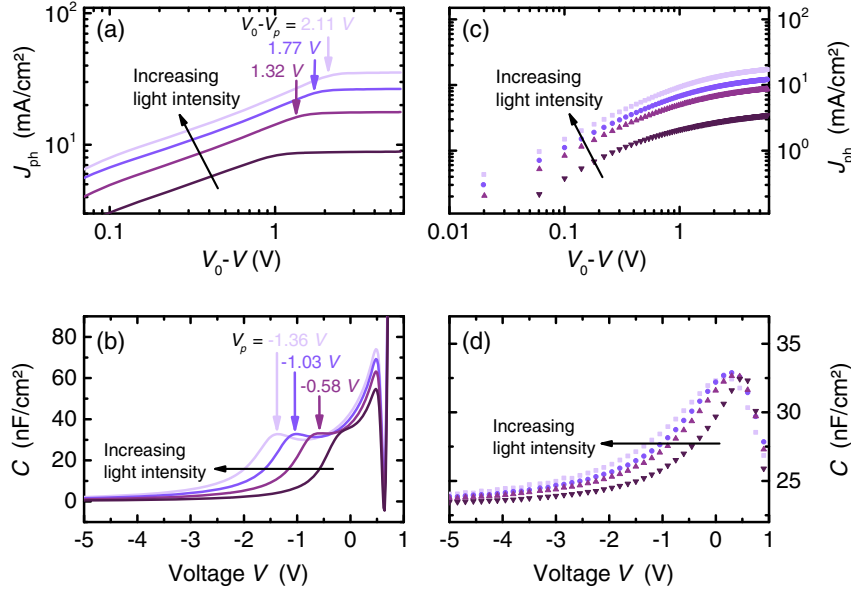 (a)
V₀-Vₚ = 2.11 V
1.77 V
1.32 V
Increasing
light intensity
10²
10¹
J_ph (mA/cm²)
0.1
1
V₀-V (V)
(c)
Increasing
light intensity
10²
10¹
10⁰
J_ph (mA/cm²)
0.01
0.1
1
V₀-V (V)
(b)
Vₚ = -1.36 V
-1.03 V
-0.58 V
Increasing
light intensity
80
60
40
20
0
C (nF/cm²)
-5 -4 -3 -2 -1 0 1
Voltage V (V)
(d)
Increasing
light intensity
35
30
25
C (nF/cm²)
-5 -4 -3 -2 -1 0 1
Voltage V (V)